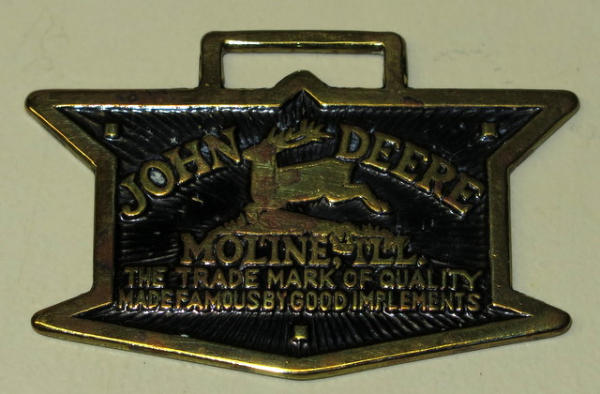 JOHN DEERE
MOLINE, ILL.
THE TRADE MARK OF QUALITY
MADE FAMOUS BY GOOD IMPLEMENTS